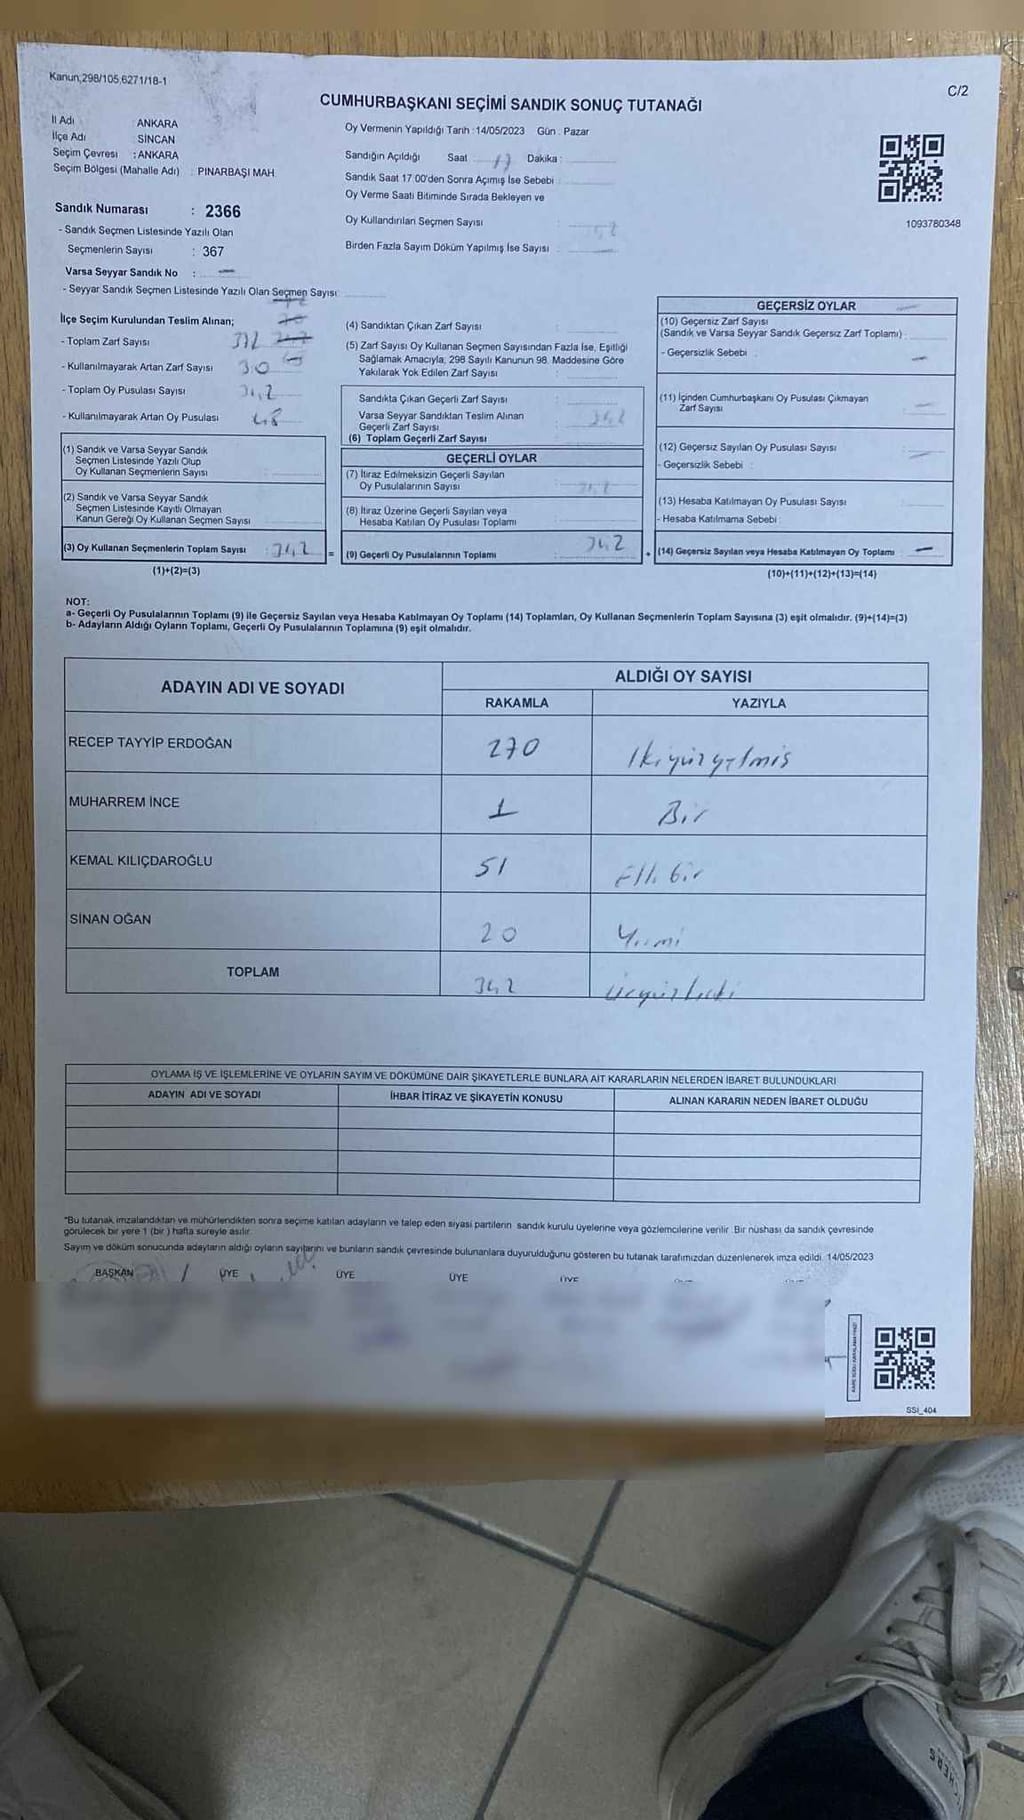 Kanun,298/105,6271/18-1
C/2
CUMHURBAŞKANI SEÇİMİ SANDIK SONUÇ TUTANAĞI
İl Adı : ANKARA
İlçe Adı SİNCAN
Seçim Çevresi : ANKARA
Seçim Bölgesi (Mahalle Adı) : PINARBAŞI MAH.
Oy Vermenin Yapıldığı Tarih : 14/05/2023 Gün : Pazar
Sandığın Açıldığı Saat 17 Dakika :
Sandık Saat 17.00'den Sonra Açımış İse Sebebi :
Oy Verme Saati Bitiminde Sırada Bekleyen ve
Oy Kullandırılan Seçmen Sayısı :
Birden Fazla Sayım Döküm Yapılmış İse Sayısı :
1093780348
Sandık Numarası : 2366
- Sandık Seçmen Listesinde Yazılı Olan
Seçmenlerin Sayısı : 367
Varsa Seyyar Sandık No : —
- Seyyar Sandık Seçmen Listesinde Yazılı Olan Seçmen Sayısı:
İlçe Seçim Kurulundan Teslim Alınan;
- Toplam Zarf Sayısı
- Kullanılmayarak Artan Zarf Sayısı : 30
- Toplam Oy Pusulası Sayısı
- Kullanılmayarak Artan Oy Pusulası : 48
(1) Sandık ve Varsa Seyyar Sandık
Seçmen Listesinde Yazılı Olup
Oy Kullanan Seçmenlerin Sayısı
(2) Sandık ve Varsa Seyyar Sandık
Seçmen Listesinde Kayıtlı Olmayan
Kanun Gereği Oy Kullanan Seçmen Sayısı
(3) Oy Kullanan Seçmenlerin Toplam Sayısı : 342
(1)+(2)=(3)
=
(4) Sandıktan Çıkan Zarf Sayısı :
(5) Zarf Sayısı Oy Kullanan Seçmen Sayısından Fazla İse, Eşitliği
Sağlamak Amacıyla; 298 Sayılı Kanunun 98. Maddesine Göre
Yakılarak Yok Edilen Zarf Sayısı :
Sandıkta Çıkan Geçerli Zarf Sayısı
Varsa Seyyar Sandıktan Teslim Alınan
Geçerli Zarf Sayısı
(6) Toplam Geçerli Zarf Sayısı 342
GEÇERLİ OYLAR
(7) İtiraz Edilmeksizin Geçerli Sayılan
Oy Pusulalarının Sayısı : 342
(8) İtiraz Üzerine Geçerli Sayılan veya
Hesaba Katılan Oy Pusulası Toplamı
(9) Geçerli Oy Pusulalarının Toplamı 342
+
GEÇERSİZ OYLAR
(10) Geçersiz Zarf Sayısı
(Sandık ve Varsa Seyyar Sandık Geçersiz Zarf Toplamı) :
- Geçersizlik Sebebi : —
(11) İçinden Cumhurbaşkanı Oy Pusulası Çıkmayan
Zarf Sayısı —
(12) Geçersiz Sayılan Oy Pusulası Sayısı —
- Geçersizlik Sebebi :
(13) Hesaba Katılmayan Oy Pusulası Sayısı
- Hesaba Katılmama Sebebi :
(14) Geçersiz Sayılan veya Hesaba Katılmayan Oy Toplamı —
(10)+(11)+(12)+(13)=(14)
NOT:
a- Geçerli Oy Pusulalarının Toplamı (9) ile Geçersiz Sayılan veya Hesaba Katılmayan Oy Toplamı (14) Toplamları, Oy Kullanan Seçmenlerin Toplam Sayısına (3) eşit olmalıdır. (9)+(14)=(3)
b- Adayların Aldığı Oyların Toplamı, Geçerli Oy Pusulalarının Toplamına (9) eşit olmalıdır.
ADAYIN ADI VE SOYADI
ALDIĞI OY SAYISI
RAKAMLA YAZIYLA
RECEP TAYYİP ERDOĞAN 270 İkiyüzyetmiş
MUHARREM İNCE 1 Bir
KEMAL KILIÇDAROĞLU 51 Ellibir
SİNAN OĞAN 20 Yirmi
TOPLAM 342
OYLAMA İŞ VE İŞLEMLERİNE VE OYLARIN SAYIM VE DÖKÜMÜNE DAİR ŞİKAYETLERLE BUNLARA AİT KARARLARIN NELERDEN İBARET BULUNDUKLARI
ADAYIN ADI VE SOYADI İHBAR İTİRAZ VE ŞİKAYETİN KONUSU ALINAN KARARIN NEDEN İBARET OLDUĞU
*Bu tutanak imzalandıktan ve mühürlendikten sonra seçime katılan adayların ve talep eden siyasi partilerin sandık kurulu üyelerine veya gözlemcilerine verilir. Bir nüshası da sandık çevresinde
görülecek bir yere 1 (bir ) hafta süreyle asılır.
Sayım ve döküm sonucunda adayların aldığı oyların sayılarını ve bunların sandık çevresinde bulunanlara duyurulduğunu gösteren bu tutanak tarafımızdan düzenlenerek imza edildi. 14/05/2023
BAŞKAN ÜYE ÜYE ÜYE ÜYE
SSI_404